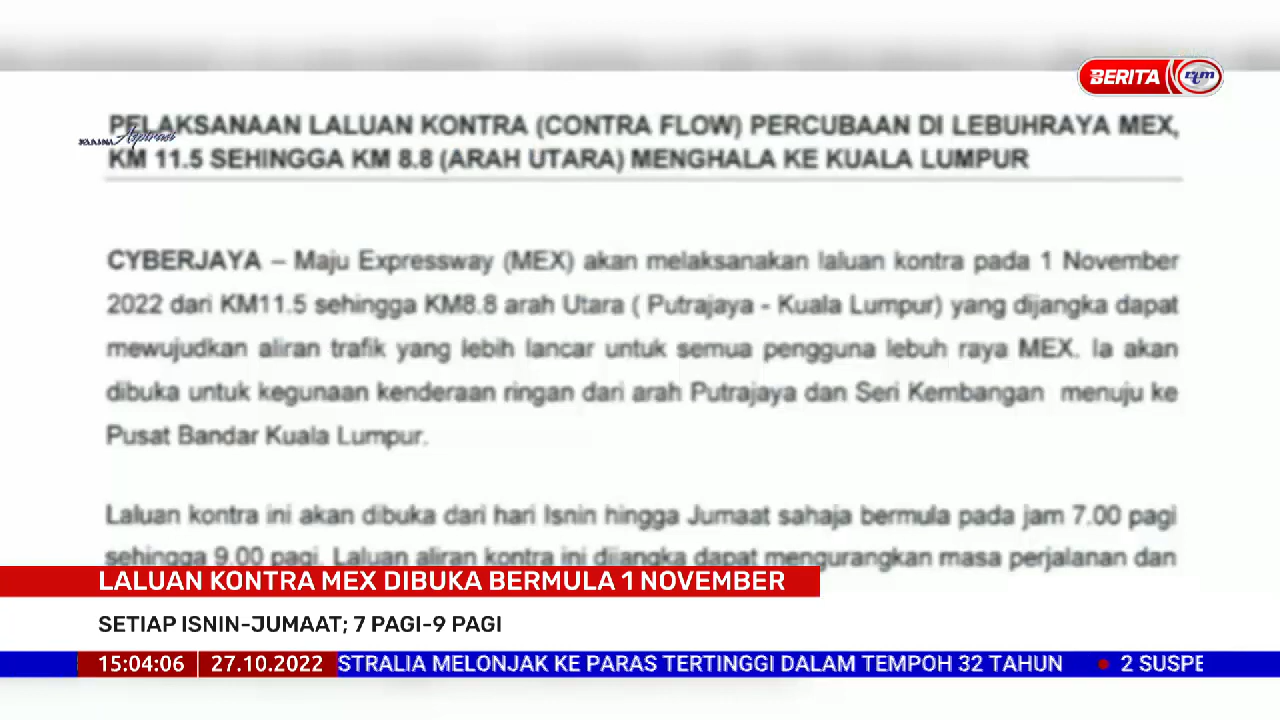 BERITA rtm
PELAKSANAAN LALUAN KONTRA (CONTRA FLOW) PERCUBAAN DI LEBUHRAYA MEX,
Aspirasi
KM 11.5 SEHINGGA KM 8.8 (ARAH UTARA) MENGHALA KE KUALA LUMPUR
CYBERJAYA – Maju Expressway (MEX) akan melaksanakan laluan kontra pada 1 November
2022 dari KM11.5 sehingga KM8.8 arah Utara ( Putrajaya - Kuala Lumpur) yang dijangka dapat
mewujudkan aliran trafik yang lebih lancar untuk semua pengguna lebuh raya MEX. Ia akan
dibuka untuk kegunaan kenderaan ringan dari arah Putrajaya dan Seri Kembangan menuju ke
Pusat Bandar Kuala Lumpur.
Laluan kontra ini akan dibuka dari hari Isnin hingga Jumaat sahaja bermula pada jam 7.00 pagi
sehingga 9.00 pagi. Laluan aliran kontra ini dijangka dapat mengurangkan masa perjalanan dan
LALUAN KONTRA MEX DIBUKA BERMULA 1 NOVEMBER
SETIAP ISNIN-JUMAAT; 7 PAGI-9 PAGI
15:04:06 27.10.2022 STRALIA MELONJAK KE PARAS TERTINGGI DALAM TEMPOH 32 TAHUN • 2 SUSPE